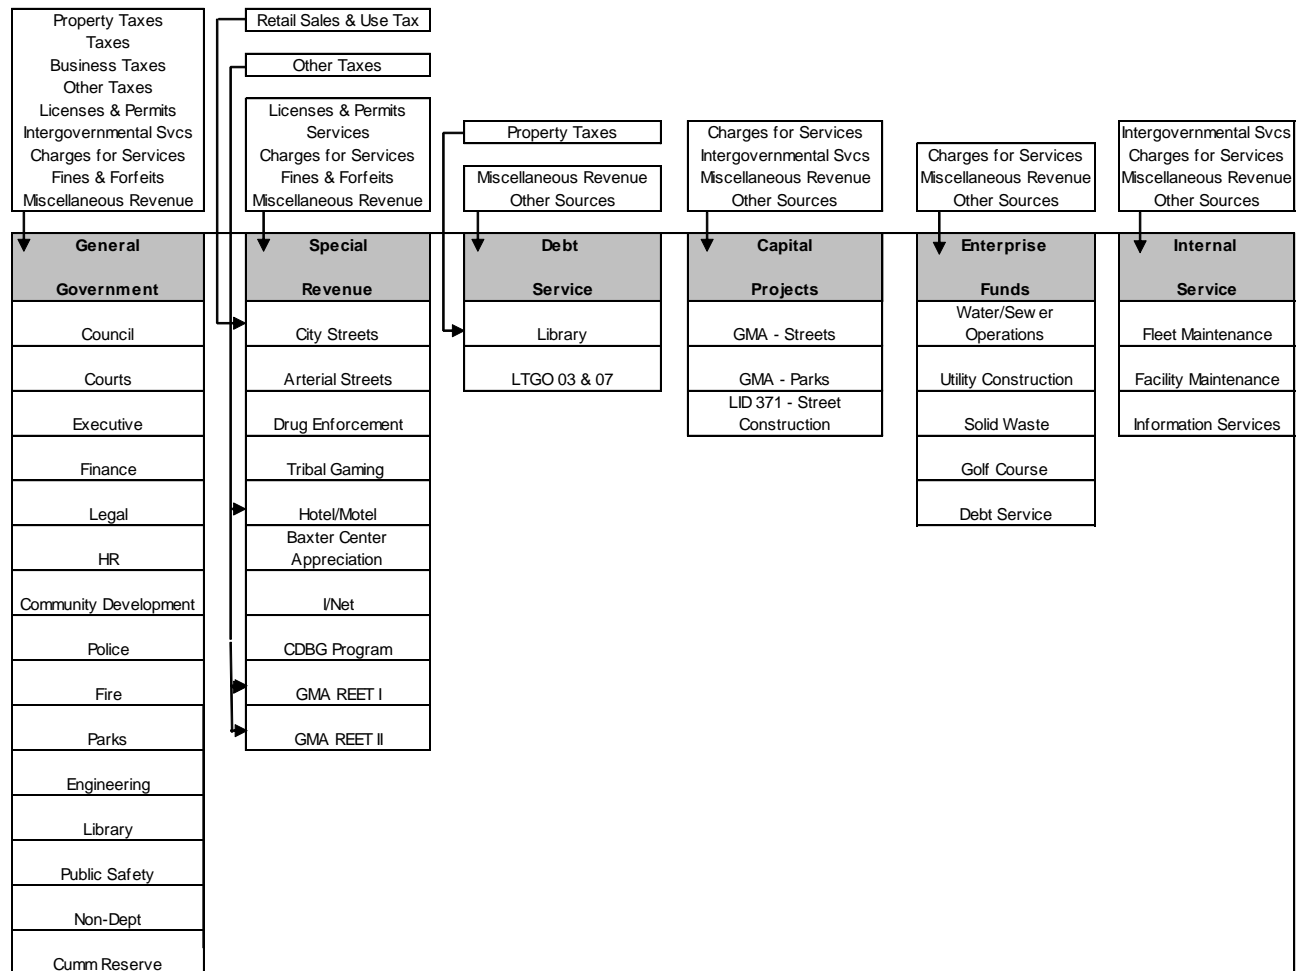 Property Taxes
Taxes
Business Taxes
Other Taxes
Licenses & Permits
Intergovernmental Svcs
Charges for Services
Fines & Forfeits
Miscellaneous Revenue
Retail Sales & Use Tax
Other Taxes
Licenses & Permits
Services
Charges for Services
Fines & Forfeits
Miscellaneous Revenue
Property Taxes
Miscellaneous Revenue
Other Sources
Charges for Services
Intergovernmental Svcs
Miscellaneous Revenue
Other Sources
Charges for Services
Miscellaneous Revenue
Other Sources
Intergovernmental Svcs
Charges for Services
Miscellaneous Revenue
Other Sources
General
Government
Council
Courts
Executive
Finance
Legal
HR
Community Development
Police
Fire
Parks
Engineering
Library
Public Safety
Non-Dept
Cumm Reserve
Special
Revenue
City Streets
Arterial Streets
Drug Enforcement
Tribal Gaming
Hotel/Motel
Baxter Center
Appreciation
I/Net
CDBG Program
GMA REET I
GMA REET II
Debt
Service
Library
LTGO 03 & 07
Capital
Projects
GMA - Streets
GMA - Parks
LID 371 - Street
Construction
Enterprise
Funds
Water/Sewer
Operations
Utility Construction
Solid Waste
Golf Course
Debt Service
Internal
Service
Fleet Maintenance
Facility Maintenance
Information Services